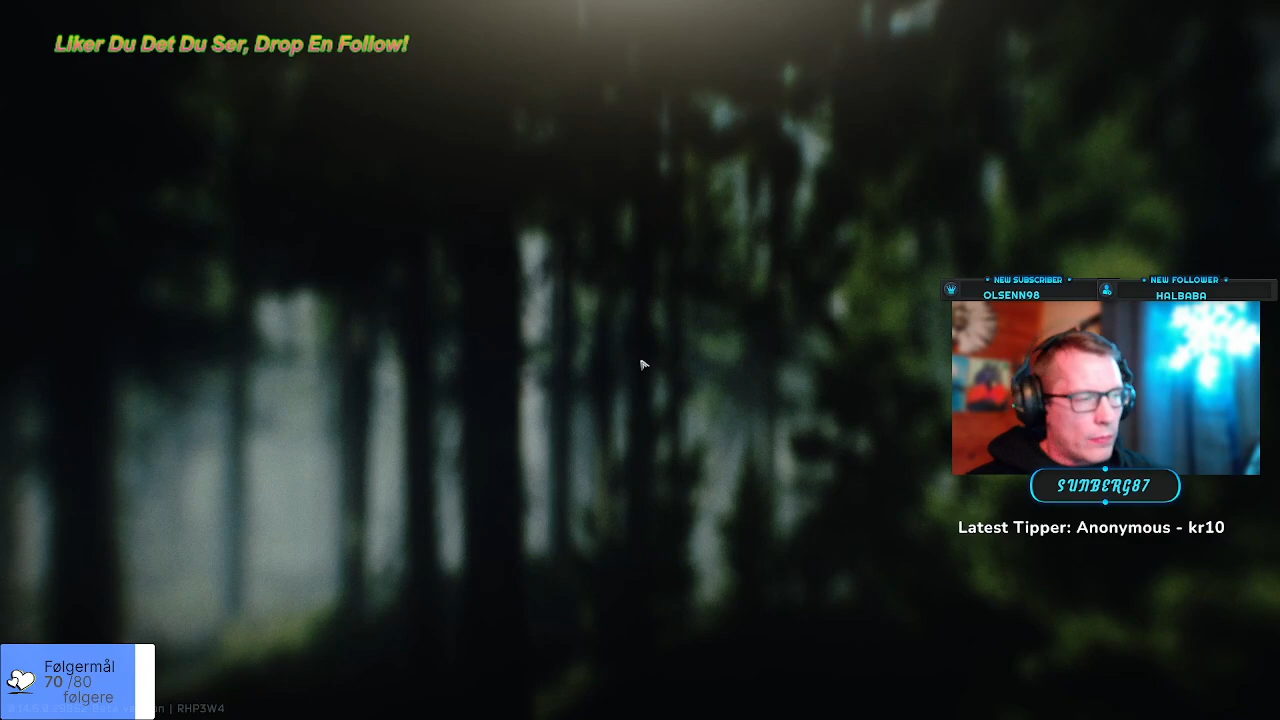 Liker Du Det Du Ser, Drop En Follow!
NEW SUBSCRIBER
OLSENN98
NEW FOLLOWER
HALBABA
SUNBERG87
Latest Tipper: Anonymous - kr10
Følgermål
70 /80
følgere
| RHP3W4